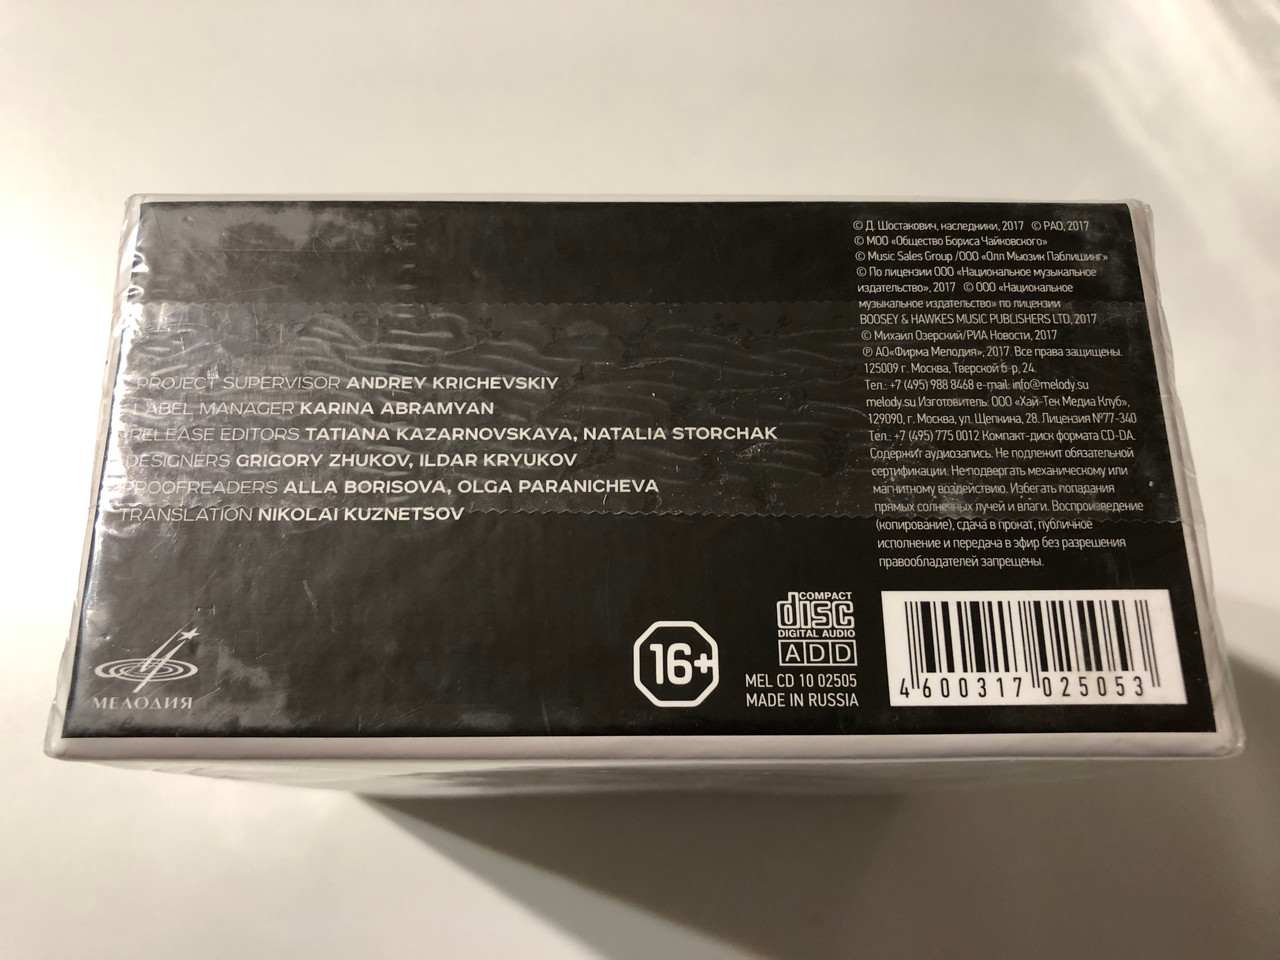 PROJECT SUPERVISOR ANDREY KRICHEVSKIY
LABEL MANAGER KARINA ABRAMYAN
RELEASE EDITORS TATIANA KAZARNOVSKAYA, NATALIA STORCHAK
DESIGNERS GRIGORY ZHUKOV, ILDAR KRYUKOV
PROOFREADERS ALLA BORISOVA, OLGA PARANICHEVA
TRANSLATION NIKOLAI KUZNETSOV
МЕЛОДИЯ
© Д. Шостакович, наследники, 2017 © РАО, 2017
© МОО «Общество Бориса Чайковского»
© Music Sales Group /ООО «Олл Мьюзик Паблишинг»
© По лицензии ООО «Национальное музыкальное
издательство», 2017 © ООО «Национальное
музыкальное издательство» по лицензии
BOOSEY & HAWKES MUSIC PUBLISHERS LTD, 2017
© Михаил Озерский/РИА Новости, 2017
℗ АО«Фирма Мелодия», 2017. Все права защищены.
125009 г. Москва, Тверской б-р, 24.
Тел.: +7 (495) 988 8468 e-mail: info@melody.su
melody.su Изготовитель: ООО «Хай-Тек Медиа Клуб»,
129090, г. Москва, ул. Щепкина, 28. Лицензия №77-340
Тел.: +7 (495) 775 0012 Компакт-диск формата CD-DA.
Содержит аудиозапись. Не подлежит обязательной
сертификации. Не подвергать механическому или
магнитному воздействию. Избегать попадания
прямых солнечных лучей и влаги. Воспроизведение
(копирование), сдача в прокат, публичное
исполнение и передача в эфир без разрешения
правообладателей запрещены.
16+
COMPACT
disc
DIGITAL AUDIO
ADD
MEL CD 10 02505
MADE IN RUSSIA
4 600317 025053